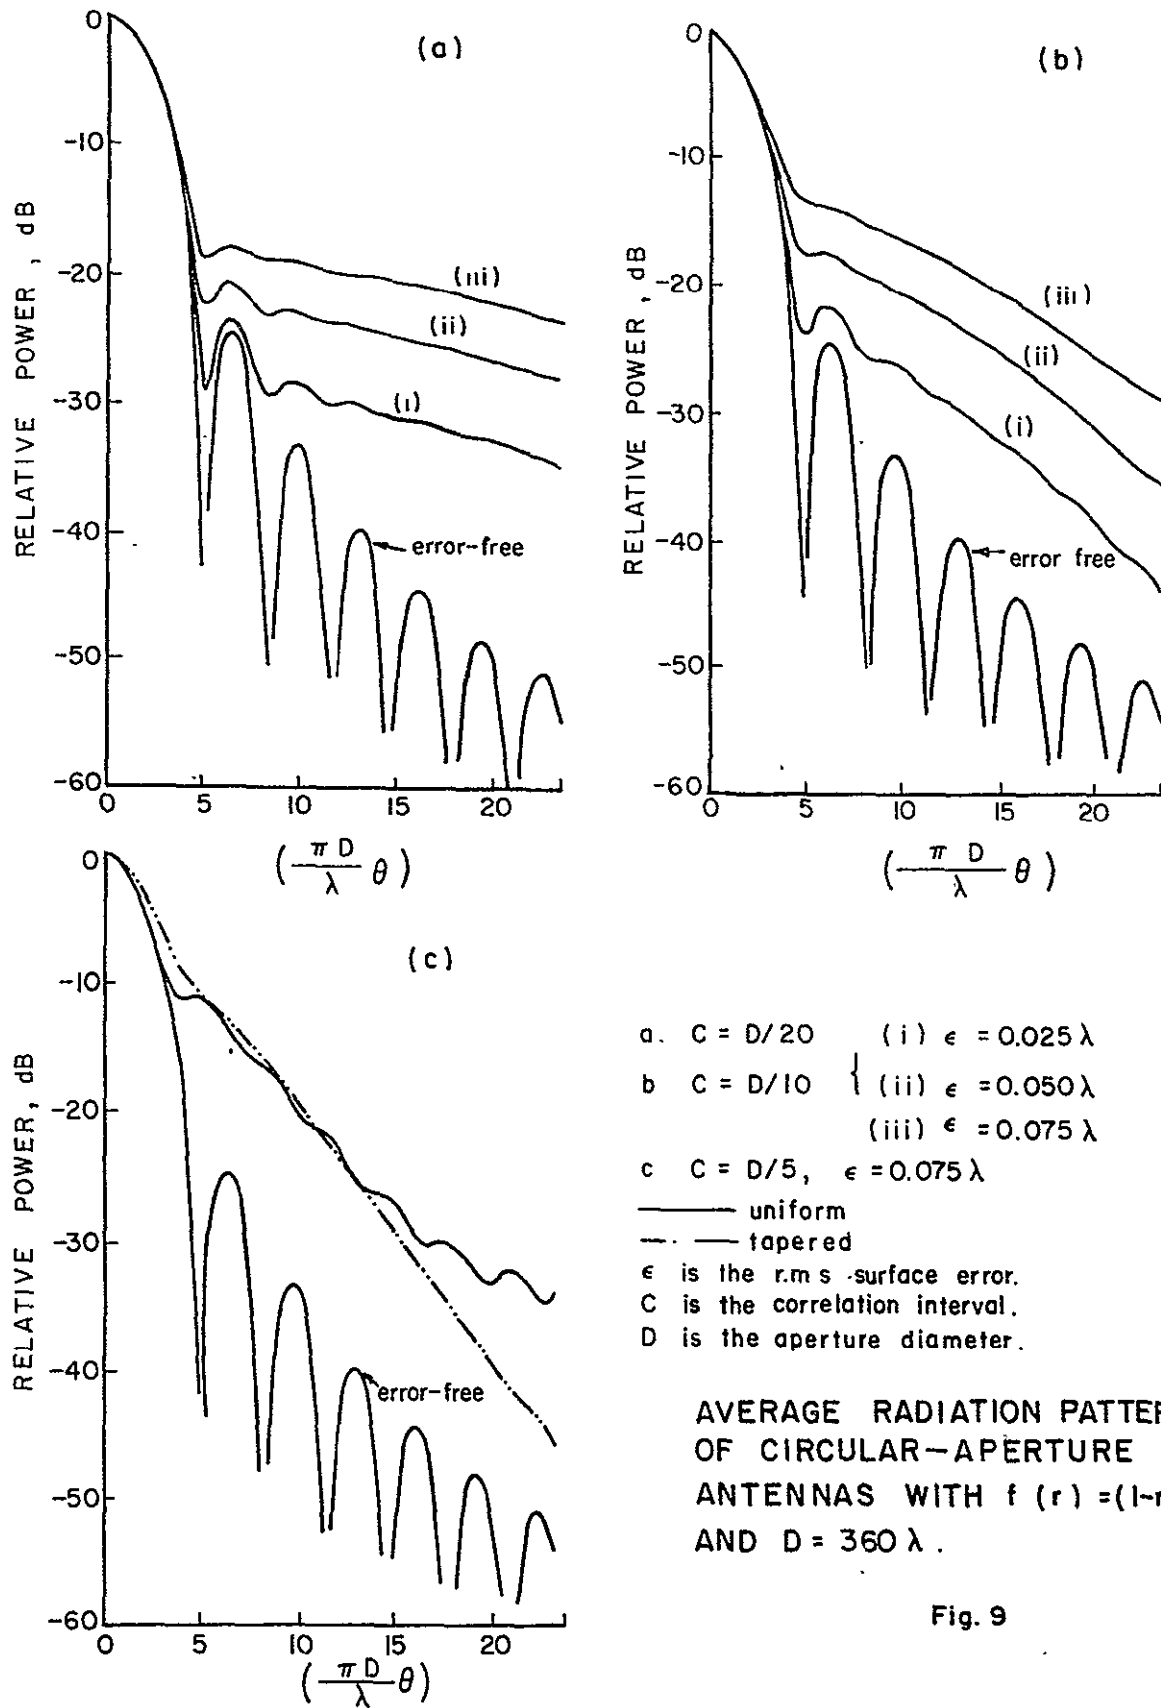 (a)
0
-10
-20
-30
-40
-50
-60
RELATIVE POWER, dB
(iii)
(ii)
(i)
error-free
0 5 10 15 20
(πD/λ θ)
(b)
0
-10
-20
-30
-40
-50
-60
RELATIVE POWER, dB
(iii)
(ii)
(i)
error free
0 5 10 15 20
(πD/λ θ)
(c)
0
-10
-20
-30
-40
-50
-60
RELATIVE POWER, dB
error-free
0 5 10 15 20
(πD/λ θ)
a. C = D/20 (i) ϵ = 0.025 λ
b C = D/10 { (ii) ϵ = 0.050 λ
(iii) ϵ = 0.075 λ
c C = D/5, ϵ = 0.075 λ
uniform
tapered
ϵ is the r.m s surface error.
C is the correlation interval.
D is the aperture diameter.
AVERAGE RADIATION
OF CIRCULAR-APERTURE
ANTENNAS WITH f (r) = (1-r
AND D = 360 λ.
Fig. 9